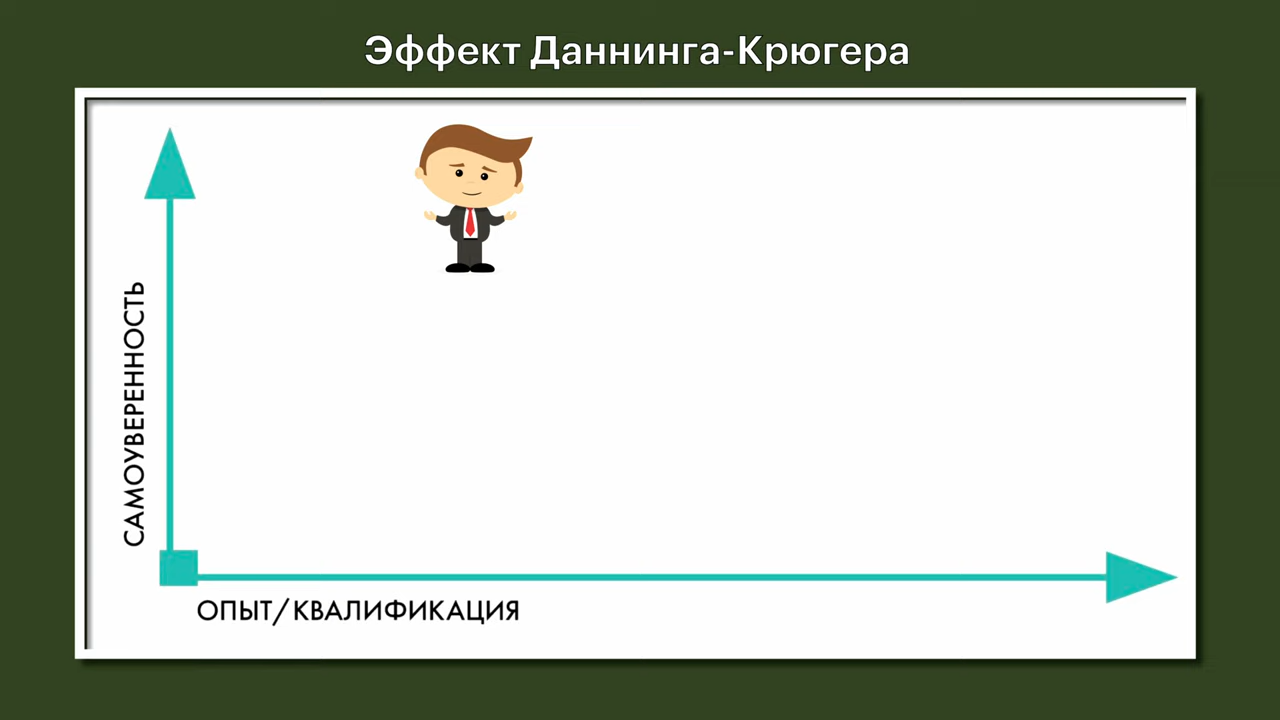 Эффект Даннинга-Крюгера
САМОУВЕРЕННОСТЬ
ОПЫТ/КВАЛИФИКАЦИЯ